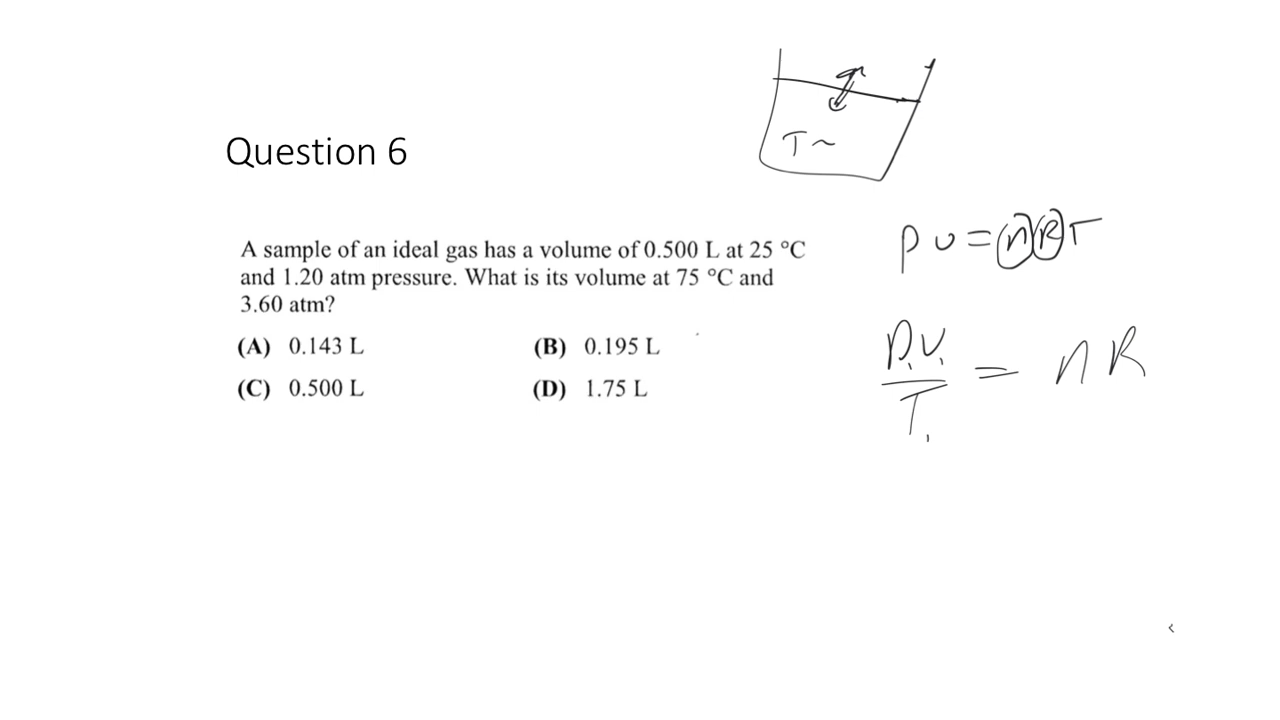 Question 6
T ~
A sample of an ideal gas has a volume of 0.500 L at 25 °C
and 1.20 atm pressure. What is its volume at 75 °C and
3.60 atm?
(A) 0.143 L (B) 0.195 L
(C) 0.500 L (D) 1.75 L
PV = nRT
P₁V₁
/T₁ = nR